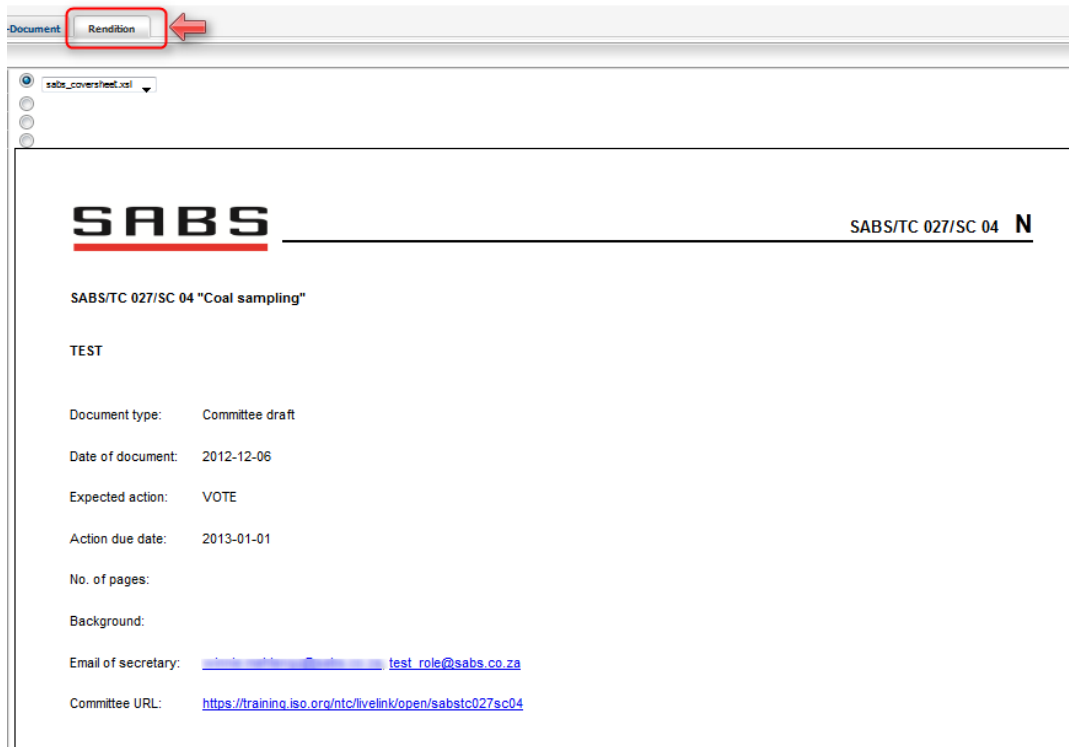 -Document Rendition
sabs_coversheet.xsl
SABS
SABS/TC 027/SC 04 N
SABS/TC 027/SC 04 "Coal sampling"
TEST
Document type: Committee draft
Date of document: 2012-12-06
Expected action: VOTE
Action due date: 2013-01-01
No. of pages:
Background:
Email of secretary: , test_role@sabs.co.za
Committee URL: https://training.iso.org/ntc/livelink/open/sabstc027sc04